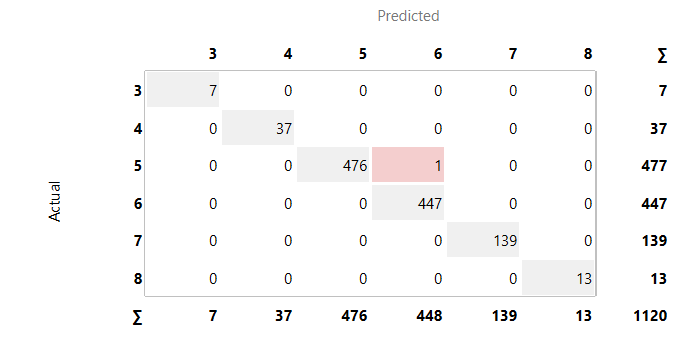 Predicted
3 4 5 6 7 8 ∑
3 7 0 0 0 0 0 7
4 0 37 0 0 0 0 37
5 0 0 476 1 0 0 477
6 0 0 0 447 0 0 447
7 0 0 0 0 139 0 139
8 0 0 0 0 0 13 13
∑ 7 37 476 448 139 13 1120
Actual